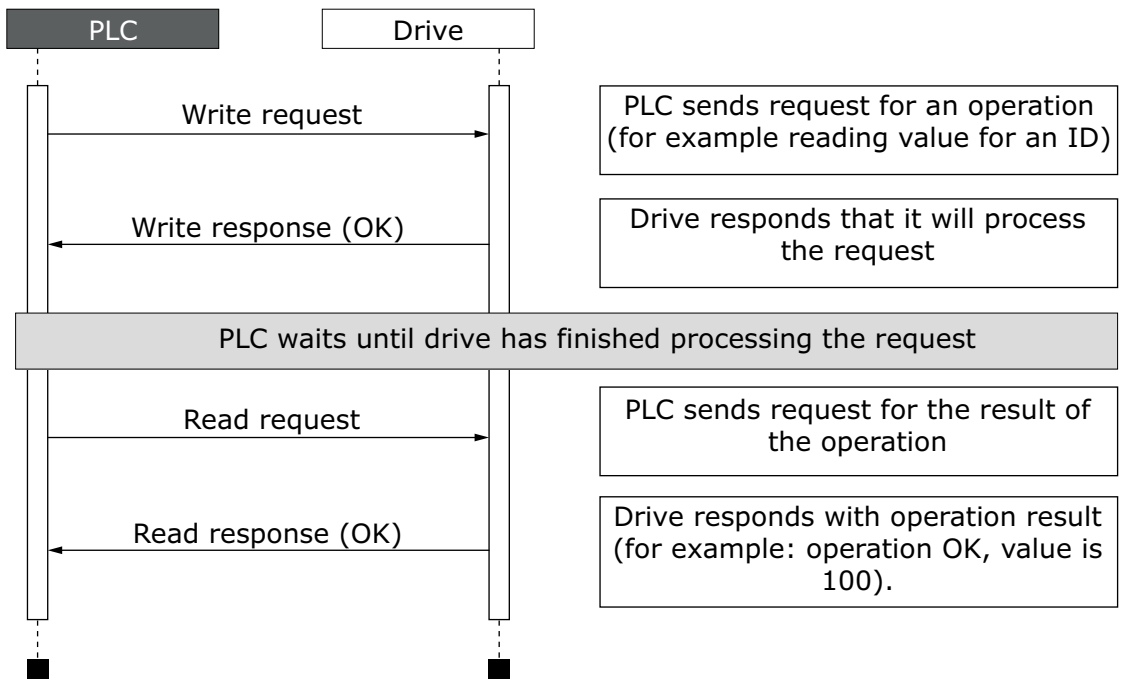 PLC
Drive
Write request
PLC sends request for an operation
(for example reading value for an ID)
Write response (OK)
Drive responds that it will process
the request
PLC waits until drive has finished processing the request
Read request
PLC sends request for the result of
the operation
Read response (OK)
Drive responds with operation result
(for example: operation OK, value is
100).